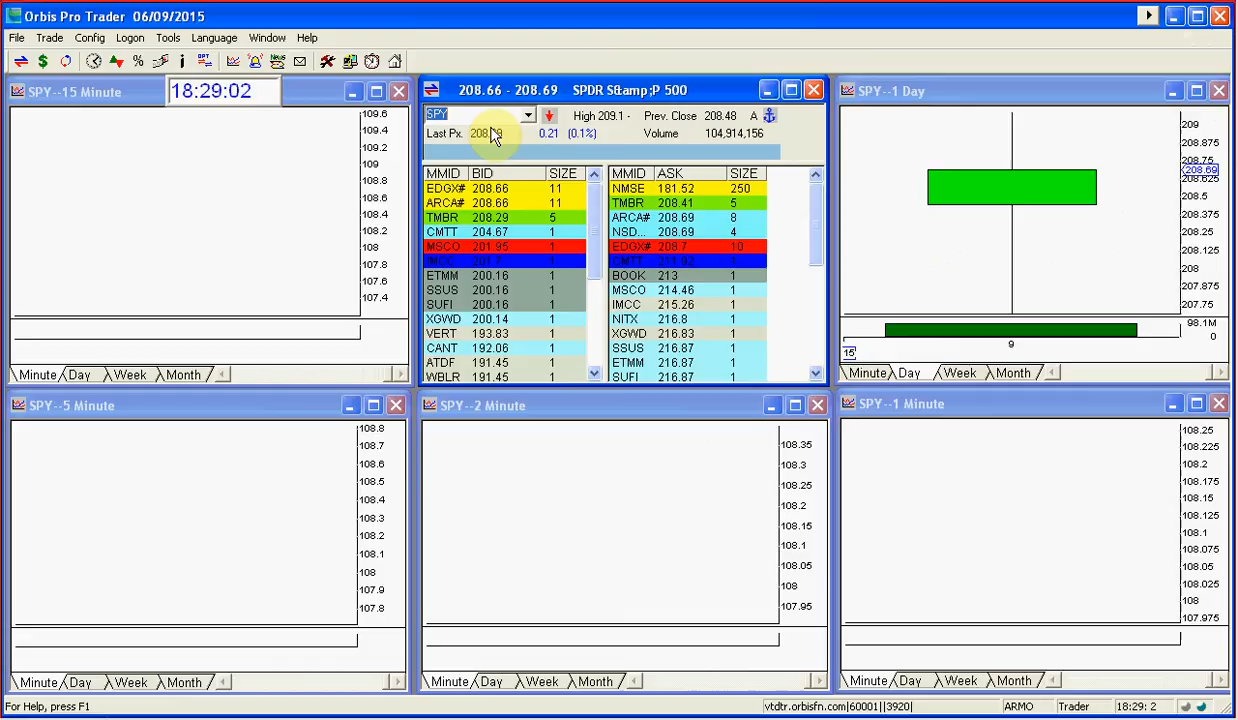 Orbis Pro Trader 06/09/2015
File Trade Config Logon Tools Language Window Help
SPY--15 Minute
18:29:02
109.6
109.4
109.2
109
108.8
108.6
108.4
108.2
108
107.8
107.6
107.4
Minute Day Week Month
208.66 - 208.69 SPDR S&amp;P 500
SPY High 209.1 - Prev. Close 208.48 A
Last Px. 0.21 (0.1%) Volume 104,914,156
MMID BID SIZE MMID ASK SIZE
EDGX# 208.66 11 NMSE 181.52 250
ARCA# 208.66 11 TMBR 208.41 5
TMBR 208.29 5 ARCA# 208.69 8
CMTT 204.67 1 NSD... 208.69 4
MSCO 201.95 1 EDGX# 208.7 10
IMCC 201.7 1 CMTT 1
ETMM 200.16 1 BOOK 213 1
SSUS 200.16 1 MSCO 214.46 1
SUFI 200.16 1 IMCC 215.26 1
XGWD 200.14 1 NITX 216.8 1
VERT 193.83 1 XGWD 216.83 1
CANT 192.06 1 SSUS 216.87 1
ATDF 191.45 1 ETMM 216.87 1
WBLR 191.45 1 SUFI 216.87 1
SPY--1 Day
209
208.875
208.75
208.69
208.625
208.5
208.375
208.25
208.125
208
207.875
207.75
98.1M
0
15
9
Minute Day Week Month
SPY--5 Minute
108.8
108.7
108.6
108.5
108.4
108.3
108.2
108.1
108
107.9
107.8
Minute Day Week Month
SPY--2 Minute
108.35
108.3
108.25
108.2
108.15
108.1
108.05
108
107.95
Minute Day Week Month
SPY--1 Minute
108.25
108.225
108.2
108.175
108.15
108.125
108.1
108.075
108.05
108.025
108
107.975
Minute Day Week Month
For Help, press F1 vtdtr.orbisfn.com|60001||3920| ARMO Trader 18:29: 2